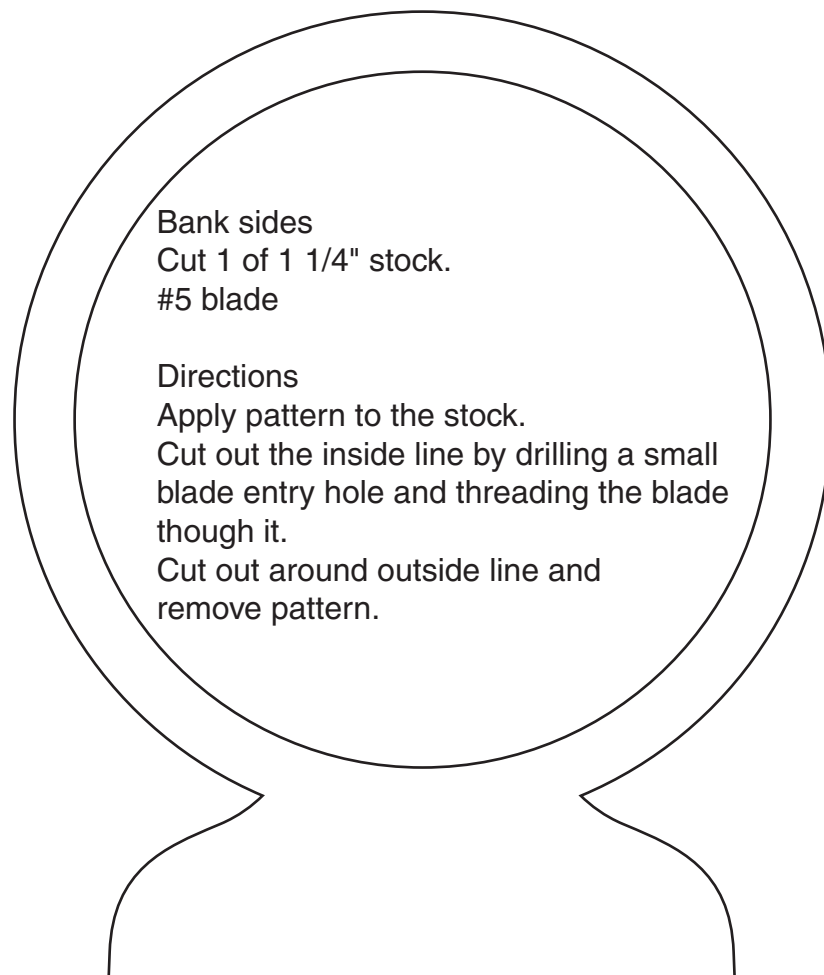 Bank sides
Cut 1 of 1 1/4" stock.
#5 blade
Directions
Apply pattern to the stock.
Cut out the inside line by drilling a small
blade entry hole and threading the blade
though it.
Cut out around outside line and
remove pattern.